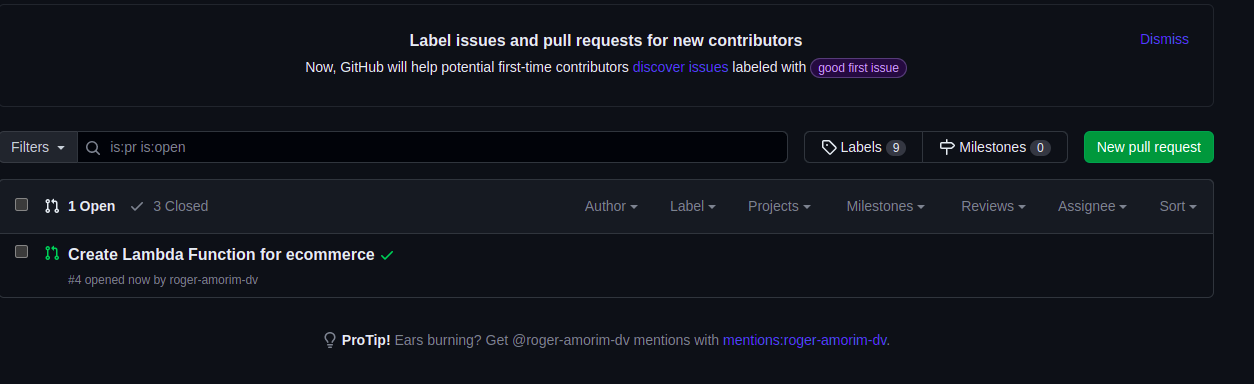 Label issues and pull requests for new contributors
Dismiss
Now, GitHub will help potential first-time contributors discover issues labeled with good first issue
Filters is:pr is:open Labels 9 Milestones 0 New pull request
1 Open 3 Closed Author Label Projects Milestones Reviews Assignee Sort
Create Lambda Function for ecommerce
#4 opened now by roger-amorim-dv
ProTip! Ears burning? Get @roger-amorim-dv mentions with mentions:roger-amorim-dv.